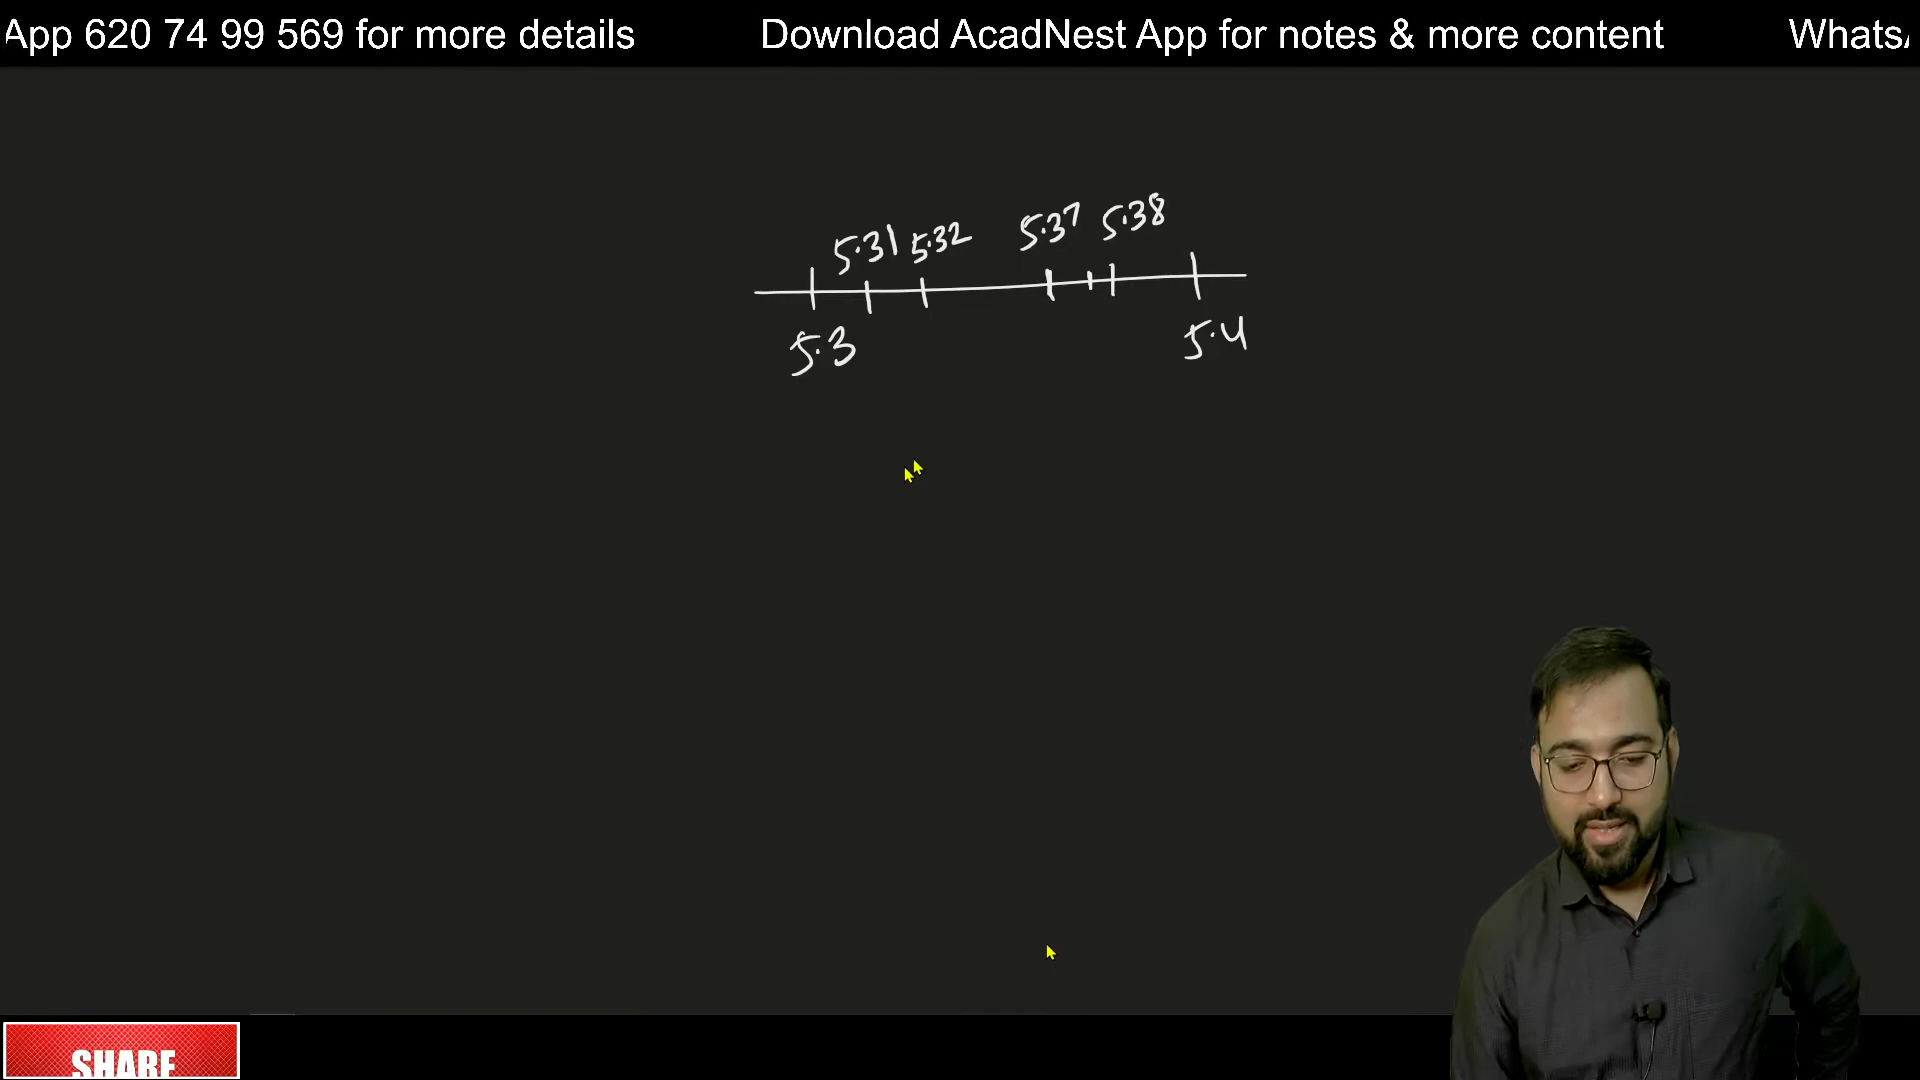 App 620 74 99 569 for more details Download AcadNest App for notes & more content Whats
5.31 5.32 5.37 5.38
5.3 5.4
SHARE